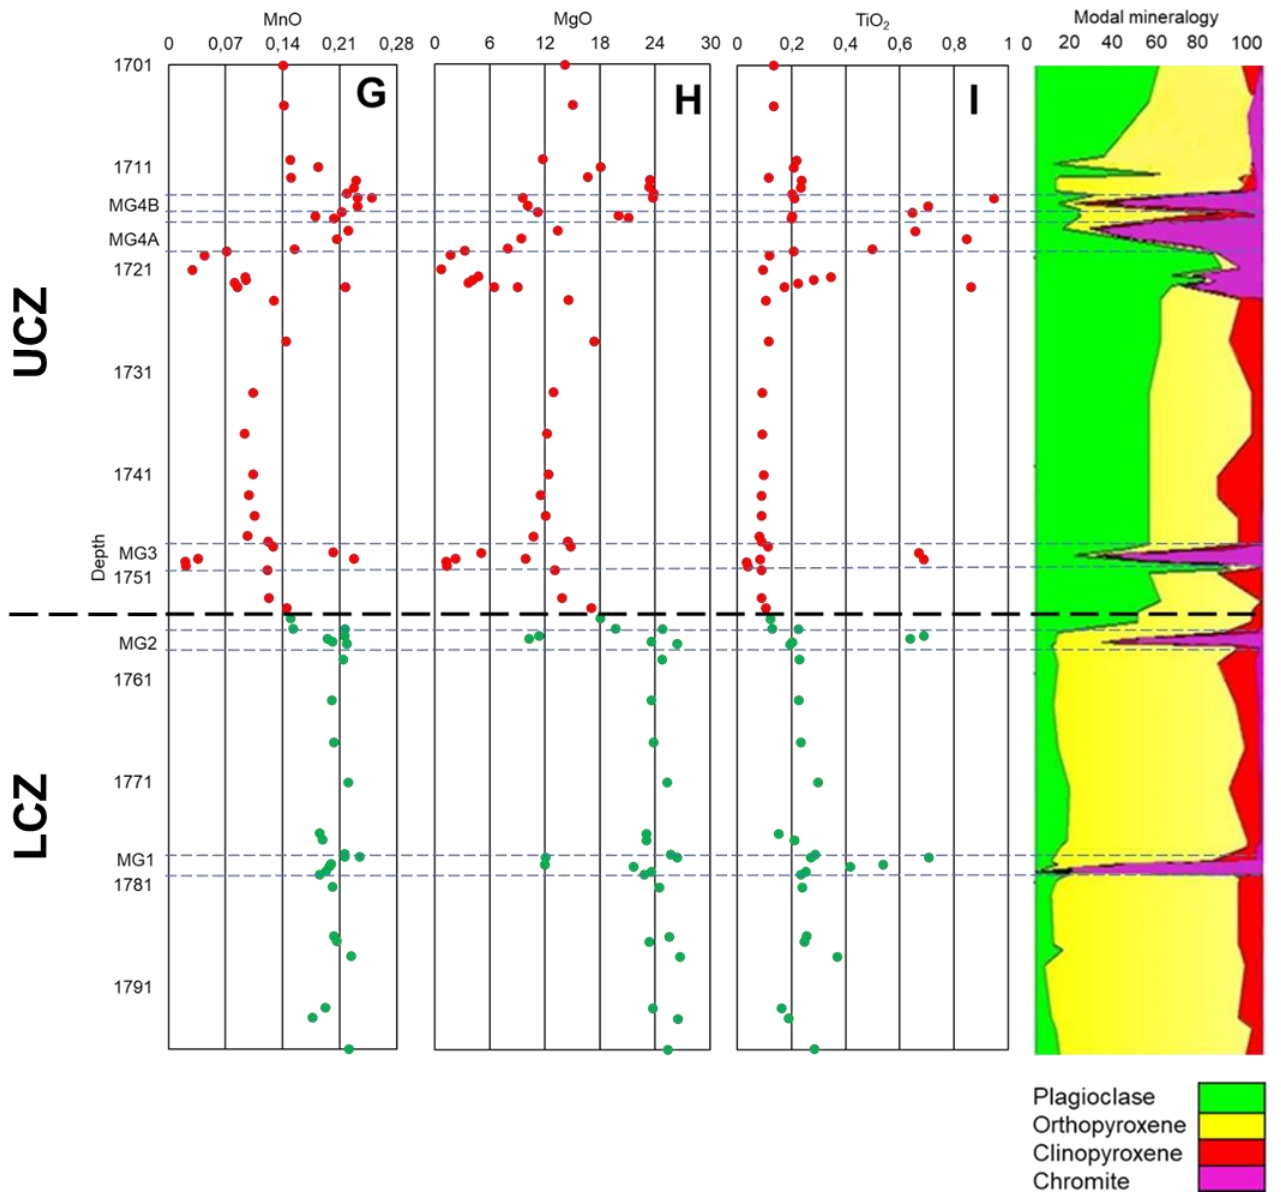 MnO MgO TiO₂ Modal mineralogy
0 0,07 0,14 0,21 0,28 0 6 12 18 24 30 0 0,2 0,4 0,6 0,8 1 0 20 40 60 80 100
1701
G H I
1711
MG4B
MG4A
1721
UCZ
1731
1741
Depth
MG3
1751
MG2
1761
LCZ
1771
MG1
1781
1791
Plagioclase
Orthopyroxene
Clinopyroxene
Chromite